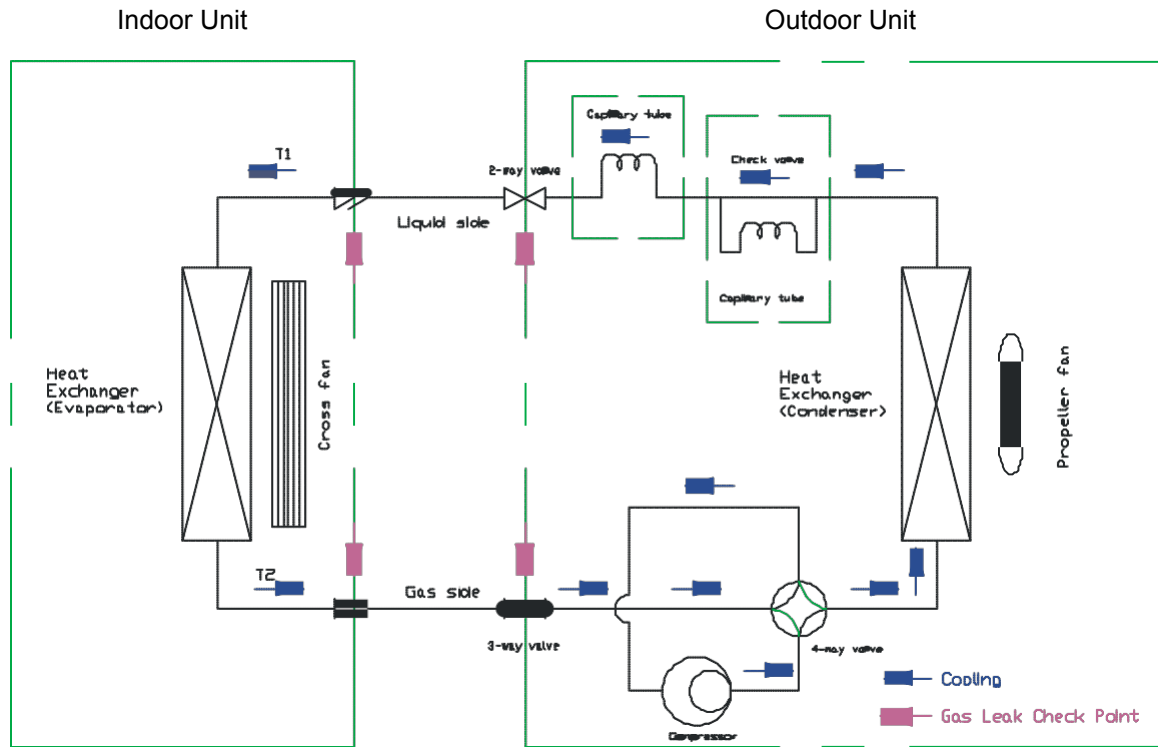 Indoor Unit
Outdoor Unit
Capillary tube
T1
2-way valve
Check valve
Liquid side
Capillary tube
Heat
Exchanger
(Evaporator)
Cross fan
Heat
Exchanger
(Condenser)
Propeller fan
T2
Gas side
3-way valve
4-way valve
Compressor
Cooling
Gas Leak Check Point